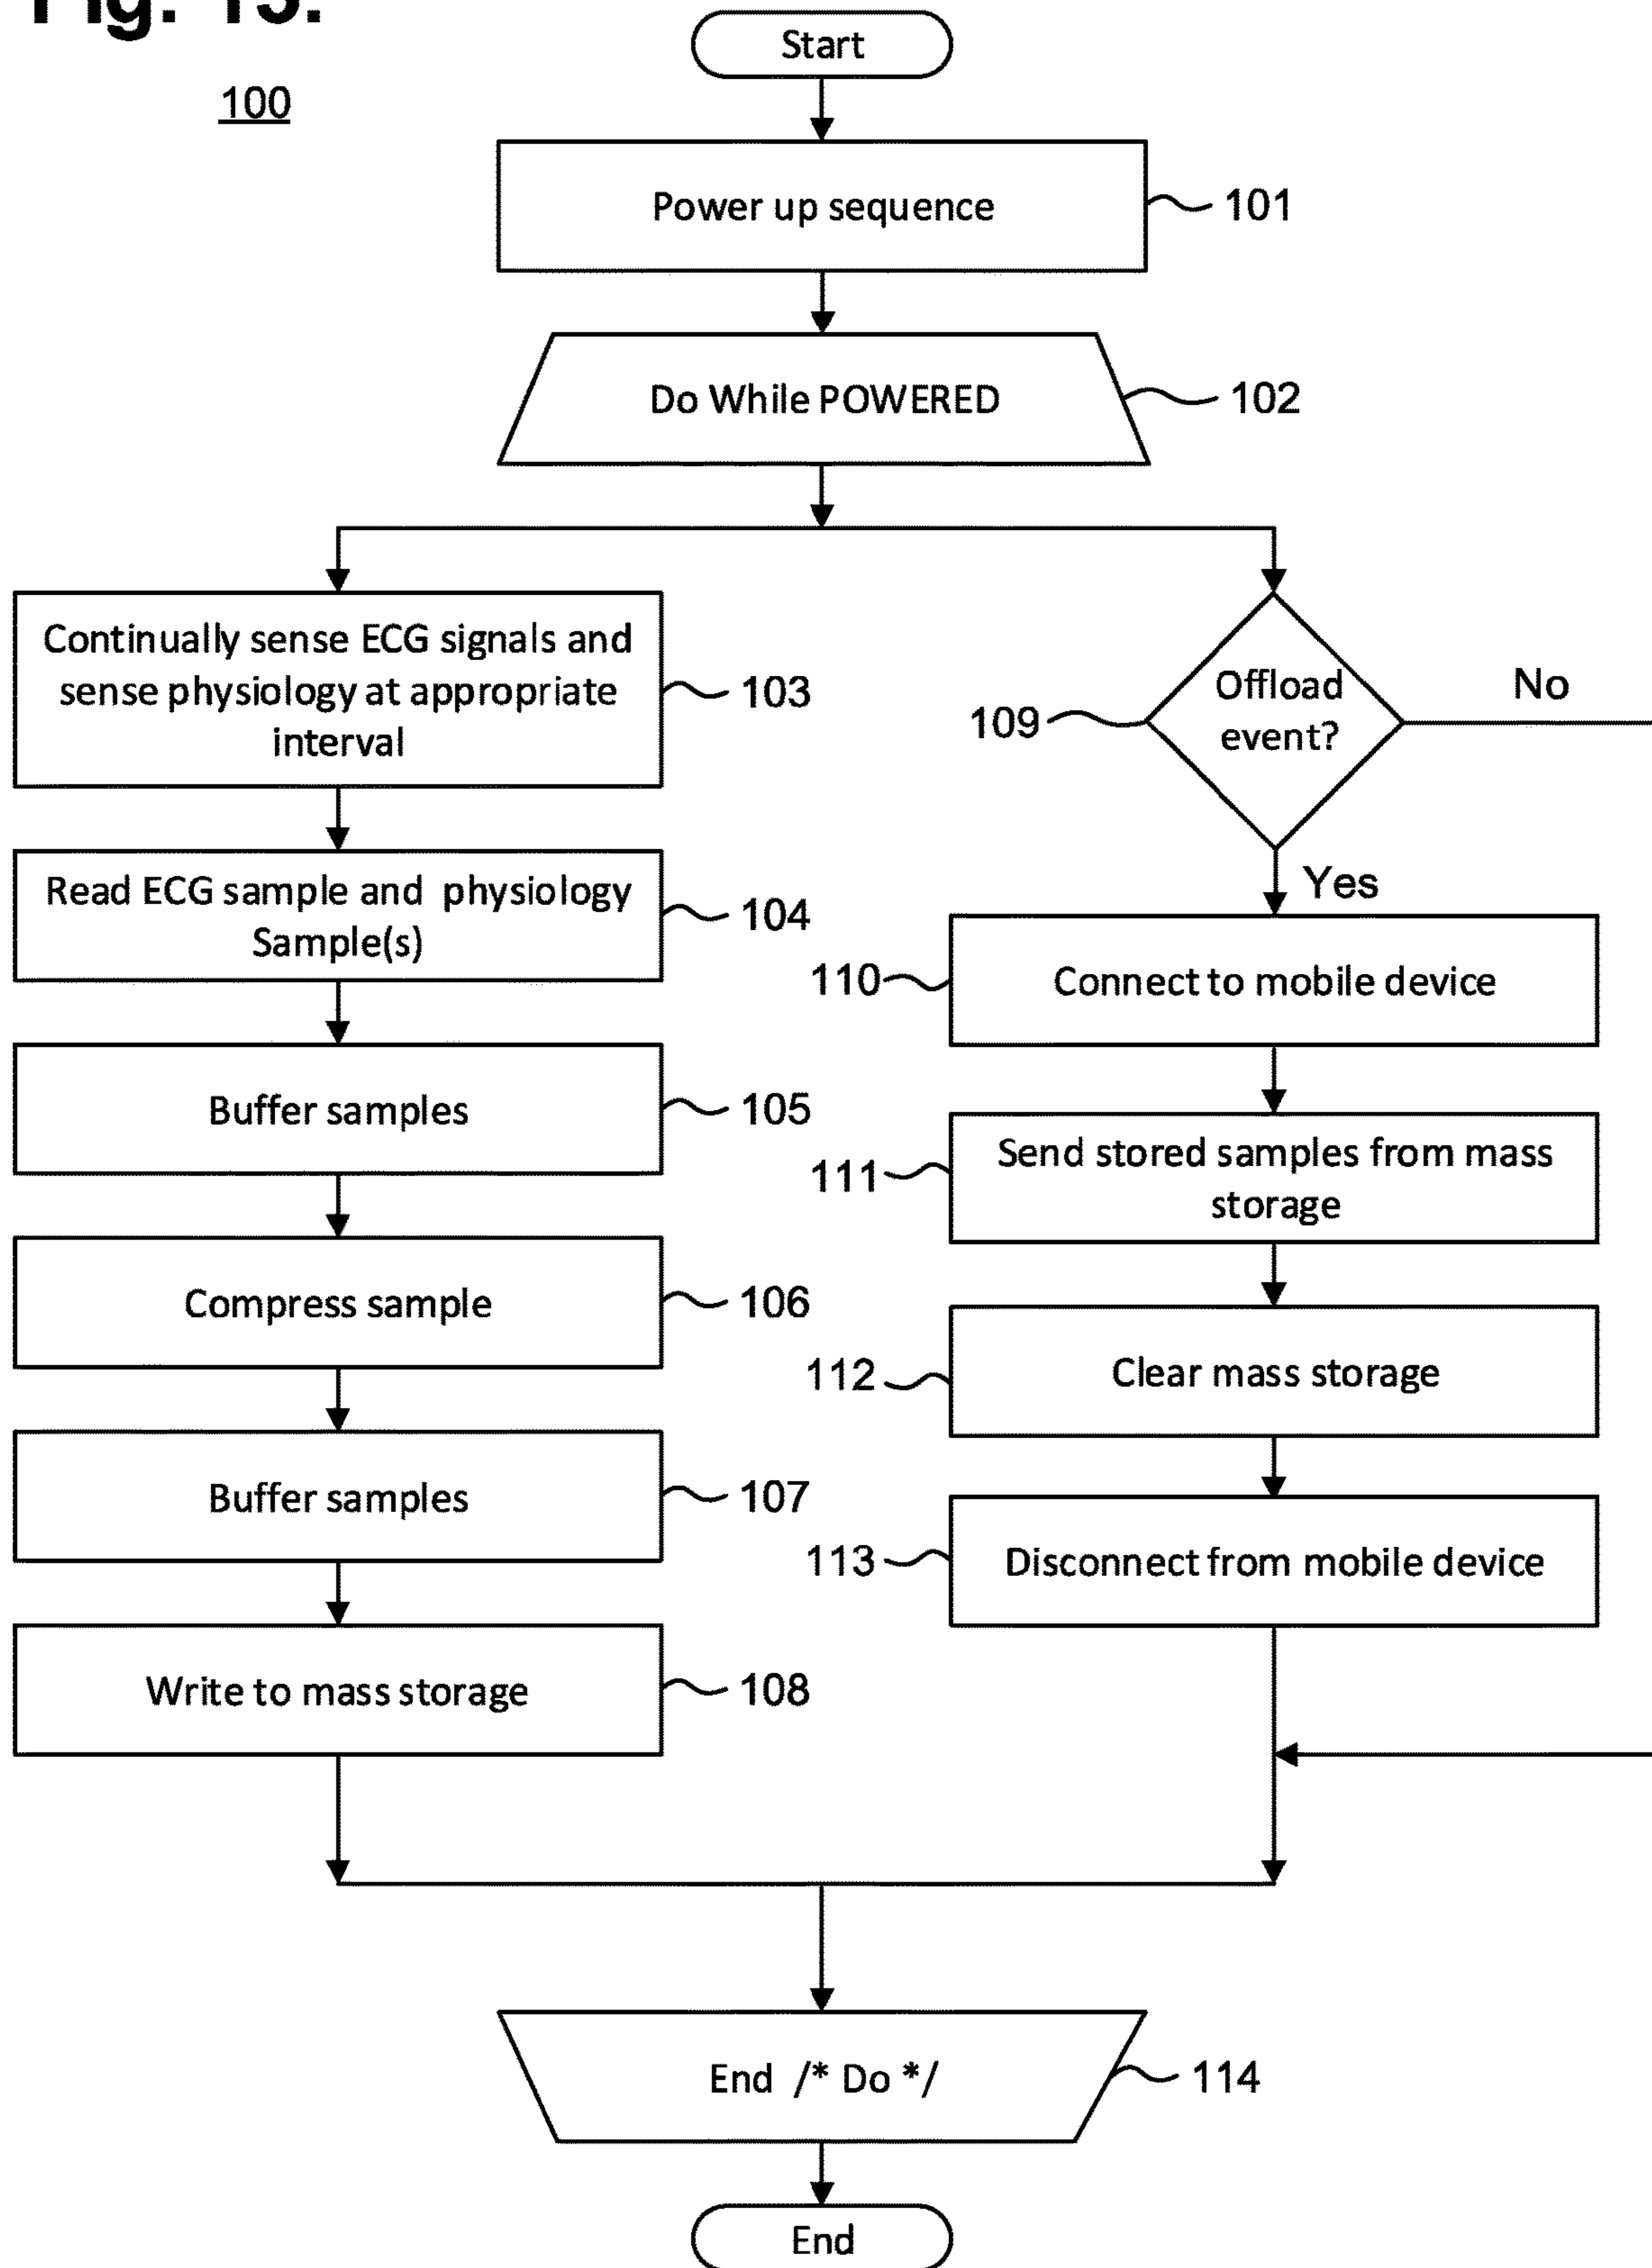 Fig. 13.
100
Start
Power up sequence
101
Do While POWERED
102
Continually sense ECG signals and
sense physiology at appropriate
interval
103
Read ECG sample and physiology
Sample(s)
104
Buffer samples
105
Compress sample
106
Buffer samples
107
Write to mass storage
108
Offload
event?
109
No
Yes
Connect to mobile device
110
Send stored samples from mass
storage
111
Clear mass storage
112
Disconnect from mobile device
113
End /* Do */
114
End